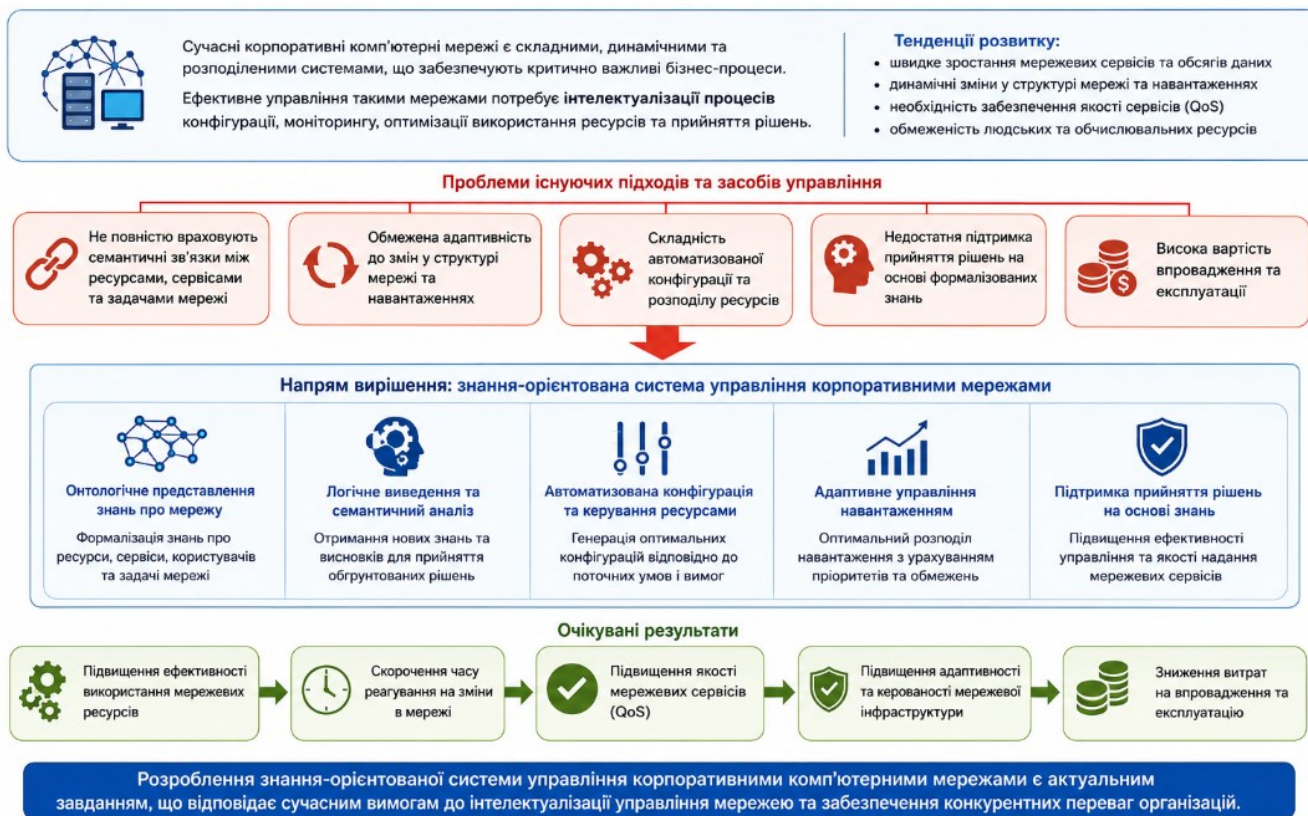 Сучасні корпоративні комп'ютерні мережі є складними, динамічними та
розподіленими системами, що забезпечують критично важливі бізнес-процеси.
Ефективне управління такими мережами потребує інтелектуалізації процесів
конфігурації, моніторингу, оптимізації використання ресурсів та прийняття рішень.
Тенденції розвитку:
• швидке зростання мережевих сервісів та обсягів даних
• динамічні зміни у структурі мережі та навантаженнях
• необхідність забезпечення якості сервісів (QoS)
• обмеженість людських та обчислювальних ресурсів
Проблеми існуючих підходів та засобів управління
Не повністю враховують
семантичні зв'язки між
ресурсами, сервісами
та задачами мережі
Обмежена адаптивність
до змін у структурі
мережі та
навантаженнях
Складність
автоматизованої
конфігурації та
розподілу ресурсів
Недостатня підтримка
прийняття рішень на
основі формалізованих
знань
Висока вартість
впровадження та
експлуатації
$
Напрям вирішення: знання-орієнтована система управління корпоративними мережами
Онтологічне представлення
знань про мережу
Формалізація знань про
ресурси, сервіси, користувачів
та задачі мережі
Логічне виведення та
семантичний аналіз
Отримання нових знань та
висновків для прийняття
обгрунтованих рішень
Автоматизована конфігурація
та керування ресурсами
Генерація оптимальних
конфігурацій відповідно до
поточних умов і вимог
Адаптивне управління
навантаженням
Оптимальний розподіл
навантаження з урахуванням
пріоритетів та обмежень
Підтримка прийняття рішень
на основі знань
Підвищення ефективності
управління та якості надання
мережевих сервісів
Очікувані результати
Підвищення ефективності
використання мережевих
ресурсів
Скорочення часу
реагування на зміни
в мережі
Підвищення якості
мережевих сервісів
(QoS)
Підвищення адаптивності
та керованості мережевої
інфраструктури
Зниження витрат
на впровадження та
експлуатацію
Розроблення знання-орієнтованої системи управління корпоративними комп'ютерними мережами є актуальним
завданням, що відповідає сучасним вимогам до інтелектуалізації управління мережею та забезпечення конкурентних переваг організацій.